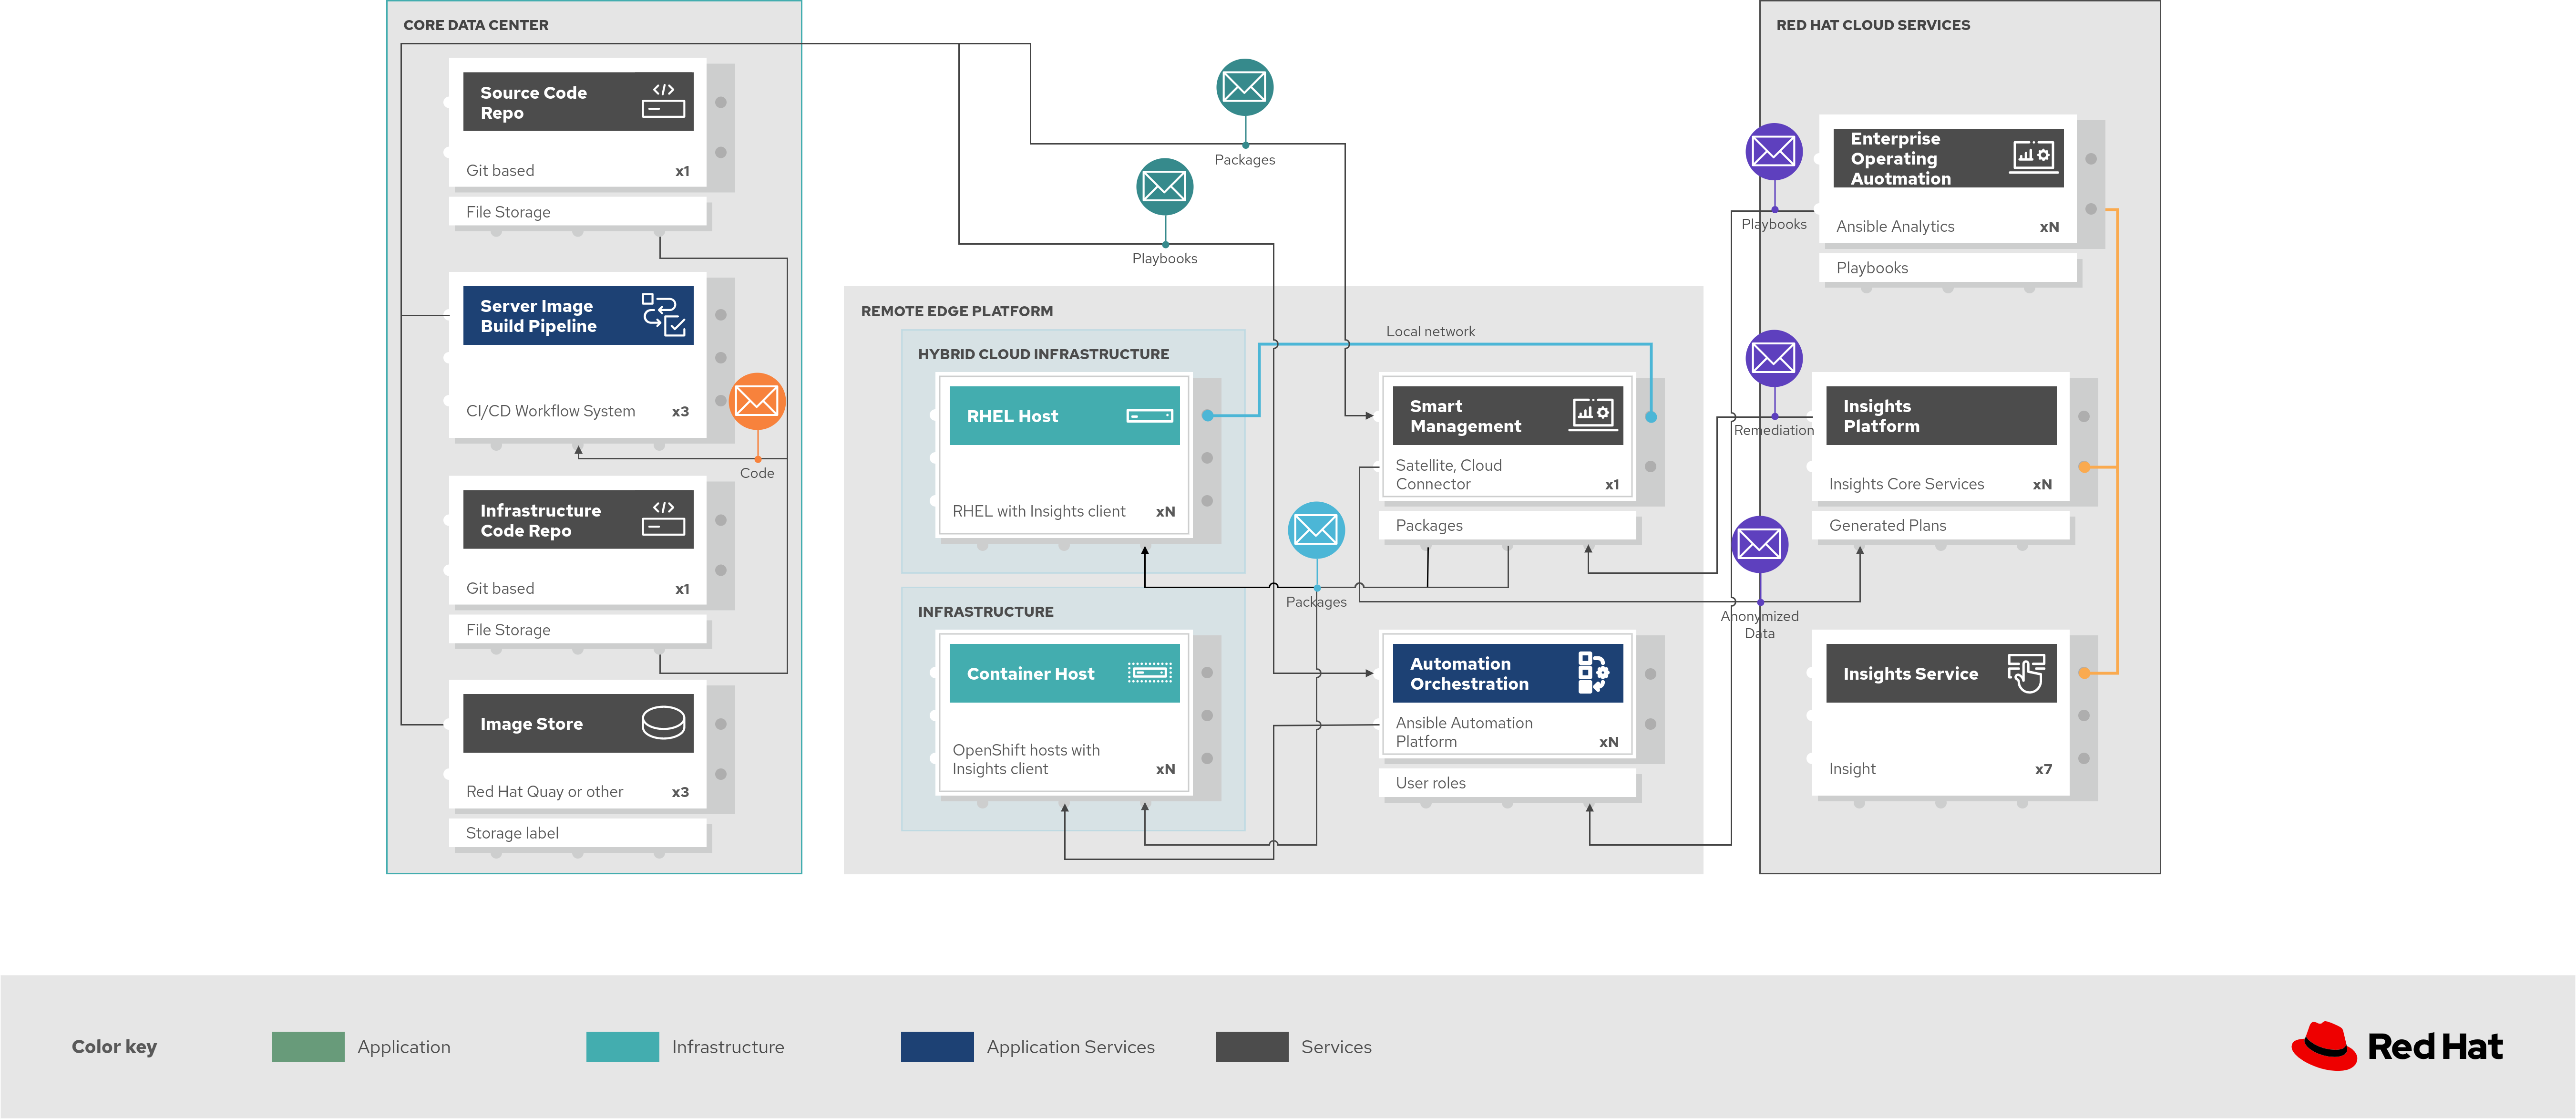 CORE DATA CENTER
Source Code
Repo
Git based x1
File Storage
Server Image
Build Pipeline
CI/CD Workflow System x3
Code
Infrastructure
Code Repo
Git based x1
File Storage
Image Store
Red Hat Quay or other x3
Storage label
Packages
Playbooks
REMOTE EDGE PLATFORM
HYBRID CLOUD INFRASTRUCTURE
RHEL Host
RHEL with Insights client xN
Local network
Smart
Management
Satellite, Cloud
Connector x1
Packages
Packages
INFRASTRUCTURE
Container Host
OpenShift hosts with
Insights client xN
Automation
Orchestration
Ansible Automation
Platform xN
User roles
RED HAT CLOUD SERVICES
Playbooks
Enterprise
Operating
Auotmation
Ansible Analytics xN
Playbooks
Remediation
Insights
Platform
Insights Core Services xN
Generated Plans
Anonymized
Data
Insights Service
Insight x7
Color key
Application
Infrastructure
Application Services
Services
Red Hat